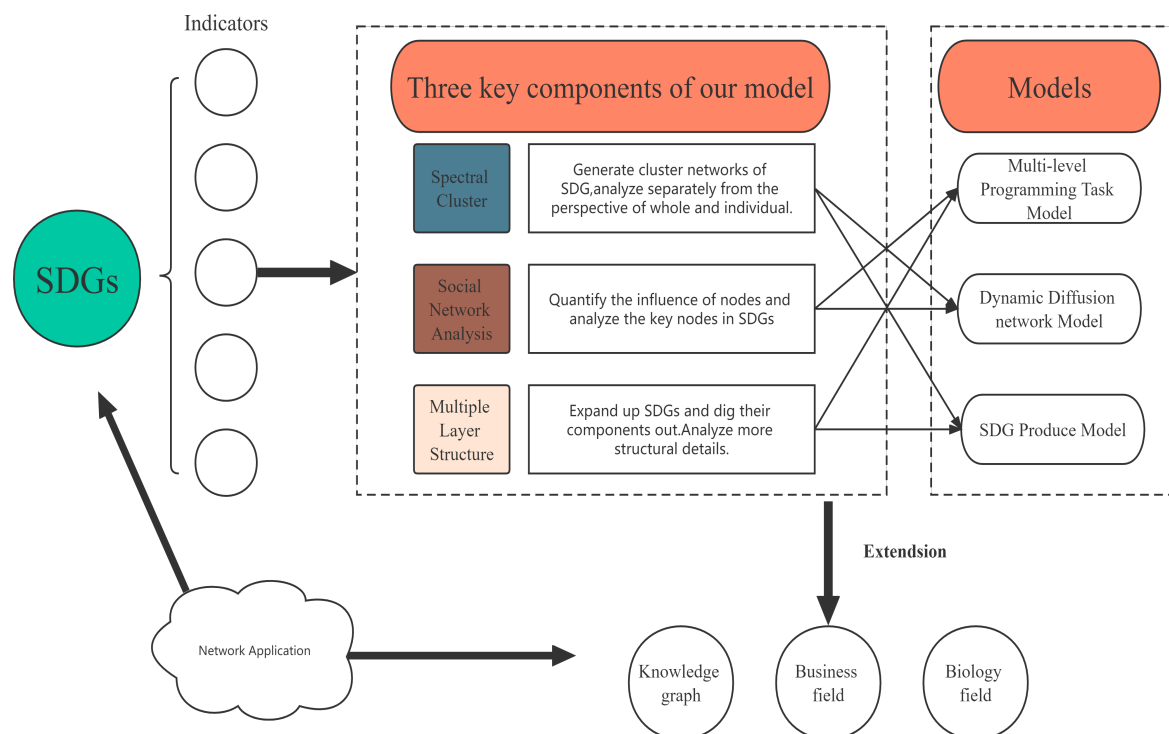 Indicators
Three key components of our model
Models
SDGs
Spectral
Cluster
Generate cluster networks of
SDG,analyze separately from the
perspective of whole and individual.
Multi-level
Programming Task
Model
Social
Network
Analysis
Quantify the influence of nodes and
analyze the key nodes in SDGs
Dynamic Diffusion
network Model
Multiple
Layer
Structure
Expand up SDGs and dig their
components out.Analyze more
structural details.
SDG Produce Model
Extendsion
Network Application
Knowledge
graph
Business
field
Biology
field